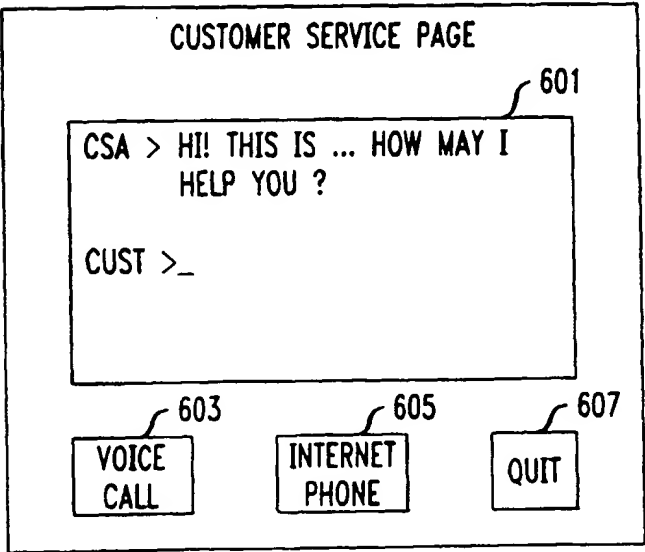 CUSTOMER SERVICE PAGE
601
CSA > HI! THIS IS ... HOW MAY I
HELP YOU ?
CUST >_
603
605
607
VOICE
CALL
INTERNET
PHONE
QUIT